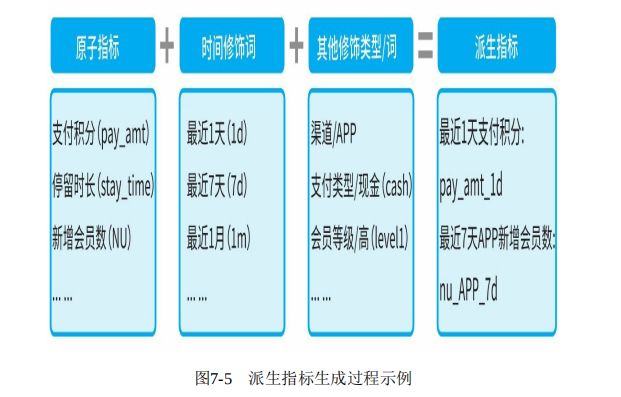 原子指标 + 时间修饰词 + 其他修饰类型/词 = 派生指标
支付积分(pay_amt)
停留时长(stay_time)
新增会员数(NU)
... ...
最近1天(1d)
最近7天(7d)
最近1月(1m)
... ...
渠道/APP
支付类型/现金(cash)
会员等级/高(level1)
... ...
最近1天支付积分:
pay_amt_1d
最近7天APP新增会员数:
nu_APP_7d
图7-5 派生指标生成过程示例